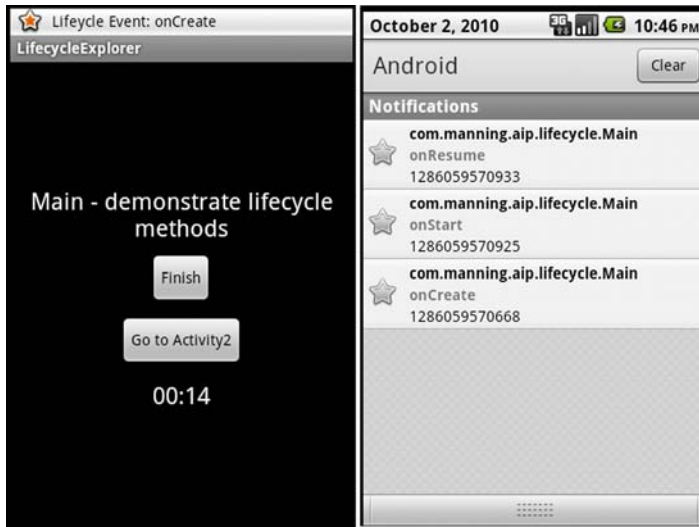 Lifeycle Event: onCreate
LifecycleExplorer
Main - demonstrate lifecycle
methods
Finish
Go to Activity2
00:14
October 2, 2010 3G 10:46 PM
Android Clear
Notifications
com.manning.aip.lifecycle.Main
onResume
1286059570933
com.manning.aip.lifecycle.Main
onStart
1286059570925
com.manning.aip.lifecycle.Main
onCreate
1286059570668